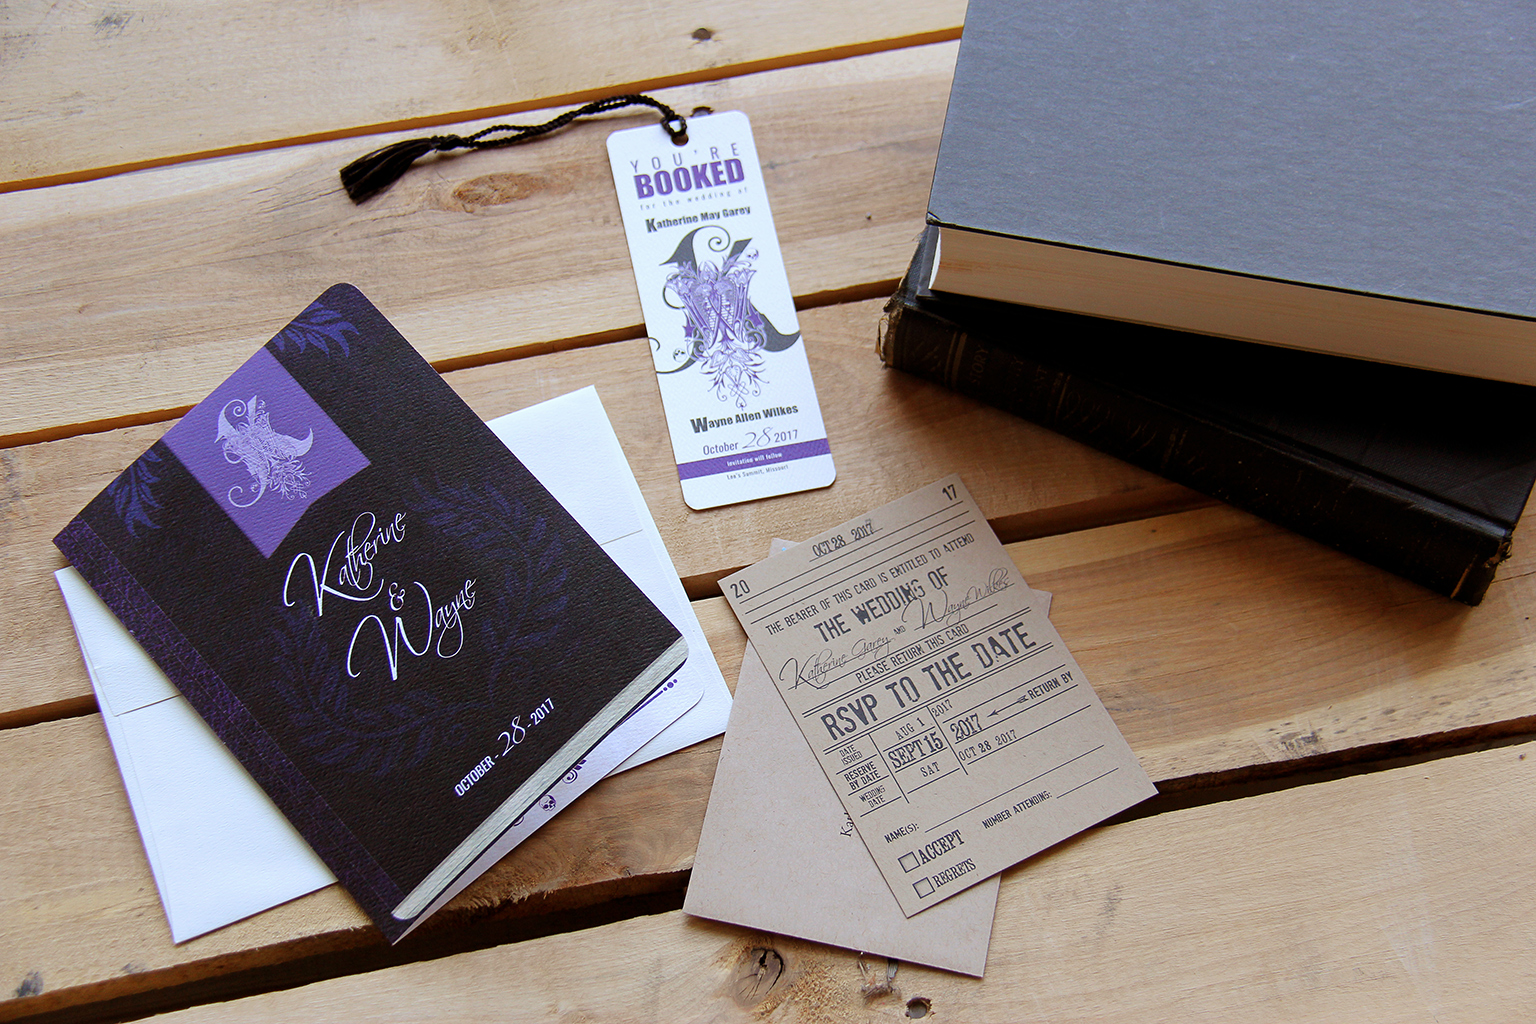 YOU'RE
BOOKED
for the wedding of
Katherine May Garey
Wayne Allen Wilkes
October 28 2017
Invitation will follow
Lee's Summit, Missouri
Katherine
&
Wayne
OCTOBER - 28 - 2017
20 17
OCT 28 2017
THE BEARER OF THIS CARD IS ENTITLED TO ATTEND
THE WEDDING OF
Katherine Garey AND Wayne Wilkes
PLEASE RETURN THIS CARD
RSVP TO THE DATE
DATE ISSUED AUG 1 2017
RESERVE BY DATE SEPT 15 2017 RETURN BY
WEDDING DATE SAT OCT 28 2017
NAME(S):
NUMBER ATTENDING:
ACCEPT
REGRETS